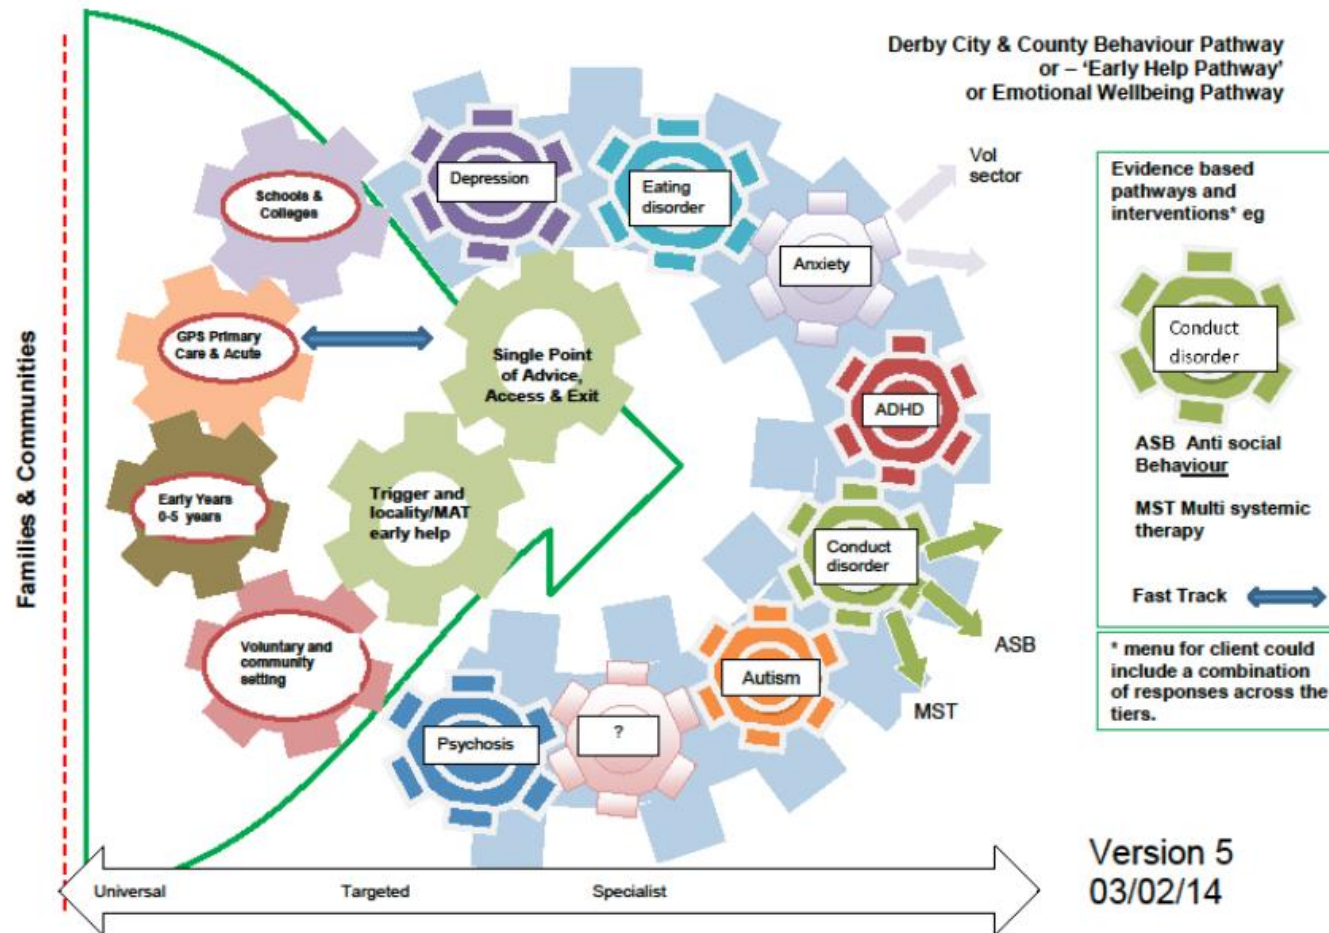 Derby City & County Behaviour Pathway
or – 'Early Help Pathway'
or Emotional Wellbeing Pathway
Families & Communities
Schools &
Colleges
GPS Primary
Care & Acute
Early Years
0-5 years
Voluntary and
community
setting
Single Point
of Advice,
Access & Exit
Trigger and
locality/MAT
early help
Depression
Eating
disorder
Anxiety
Vol
sector
ADHD
Conduct
disorder
ASB
MST
Autism
?
Psychosis
Evidence based
pathways and
interventions* eg
Conduct
disorder
ASB Anti social
Behaviour
MST Multi systemic
therapy
Fast Track
* menu for client could
include a combination
of responses across the
tiers.
Universal
Targeted
Specialist
Version 5
03/02/14